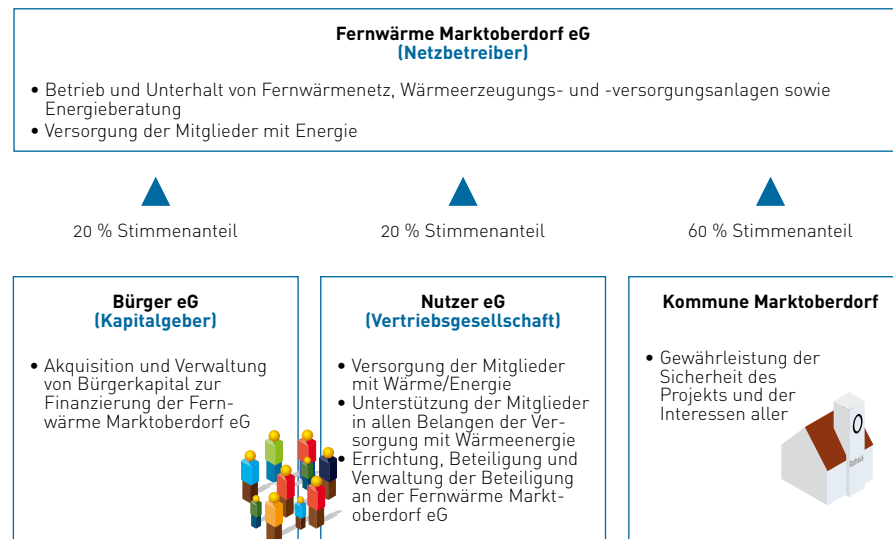 Fernwärme Marktoberdorf eG
(Netzbetreiber)
• Betrieb und Unterhalt von Fernwärmenetz, Wärmeerzeugungs- und -versorgungsanlagen sowie
Energieberatung
• Versorgung der Mitglieder mit Energie
20 % Stimmenanteil
20 % Stimmenanteil
60 % Stimmenanteil
Bürger eG
(Kapitalgeber)
• Akquisition und Verwaltung
von Bürgerkapital zur
Finanzierung der Fern-
wärme Marktoberdorf eG
Nutzer eG
(Vertriebsgesellschaft)
• Versorgung der Mitglieder
mit Wärme/Energie
• Unterstützung der Mitglieder
in allen Belangen der Ver-
sorgung mit Wärmeenergie
• Errichtung, Beteiligung und
Verwaltung der Beteiligung
an der Fernwärme Markt-
oberdorf eG
Kommune Marktoberdorf
• Gewährleistung der
Sicherheit des
Projekts und der
Interessen aller
Rathaus